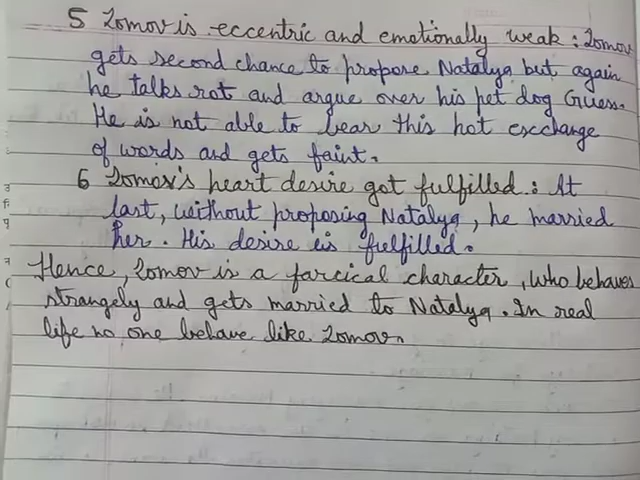 5 Lomov is eccentric and emotionally weak : Lomov
gets second chance to propose Natalya but again
he talks rot and argue over his pet dog Guess.
He is not able to bear this hot exchange
of words and gets faint.
6 Lomov's heart desire got fulfilled : At
last, without proposing Natalya, he married
her. His desire is fulfilled.
Hence, Lomov is a farcical character, who behaves
strangely and gets married to Natalya. In real
life no one behave like Lomov.